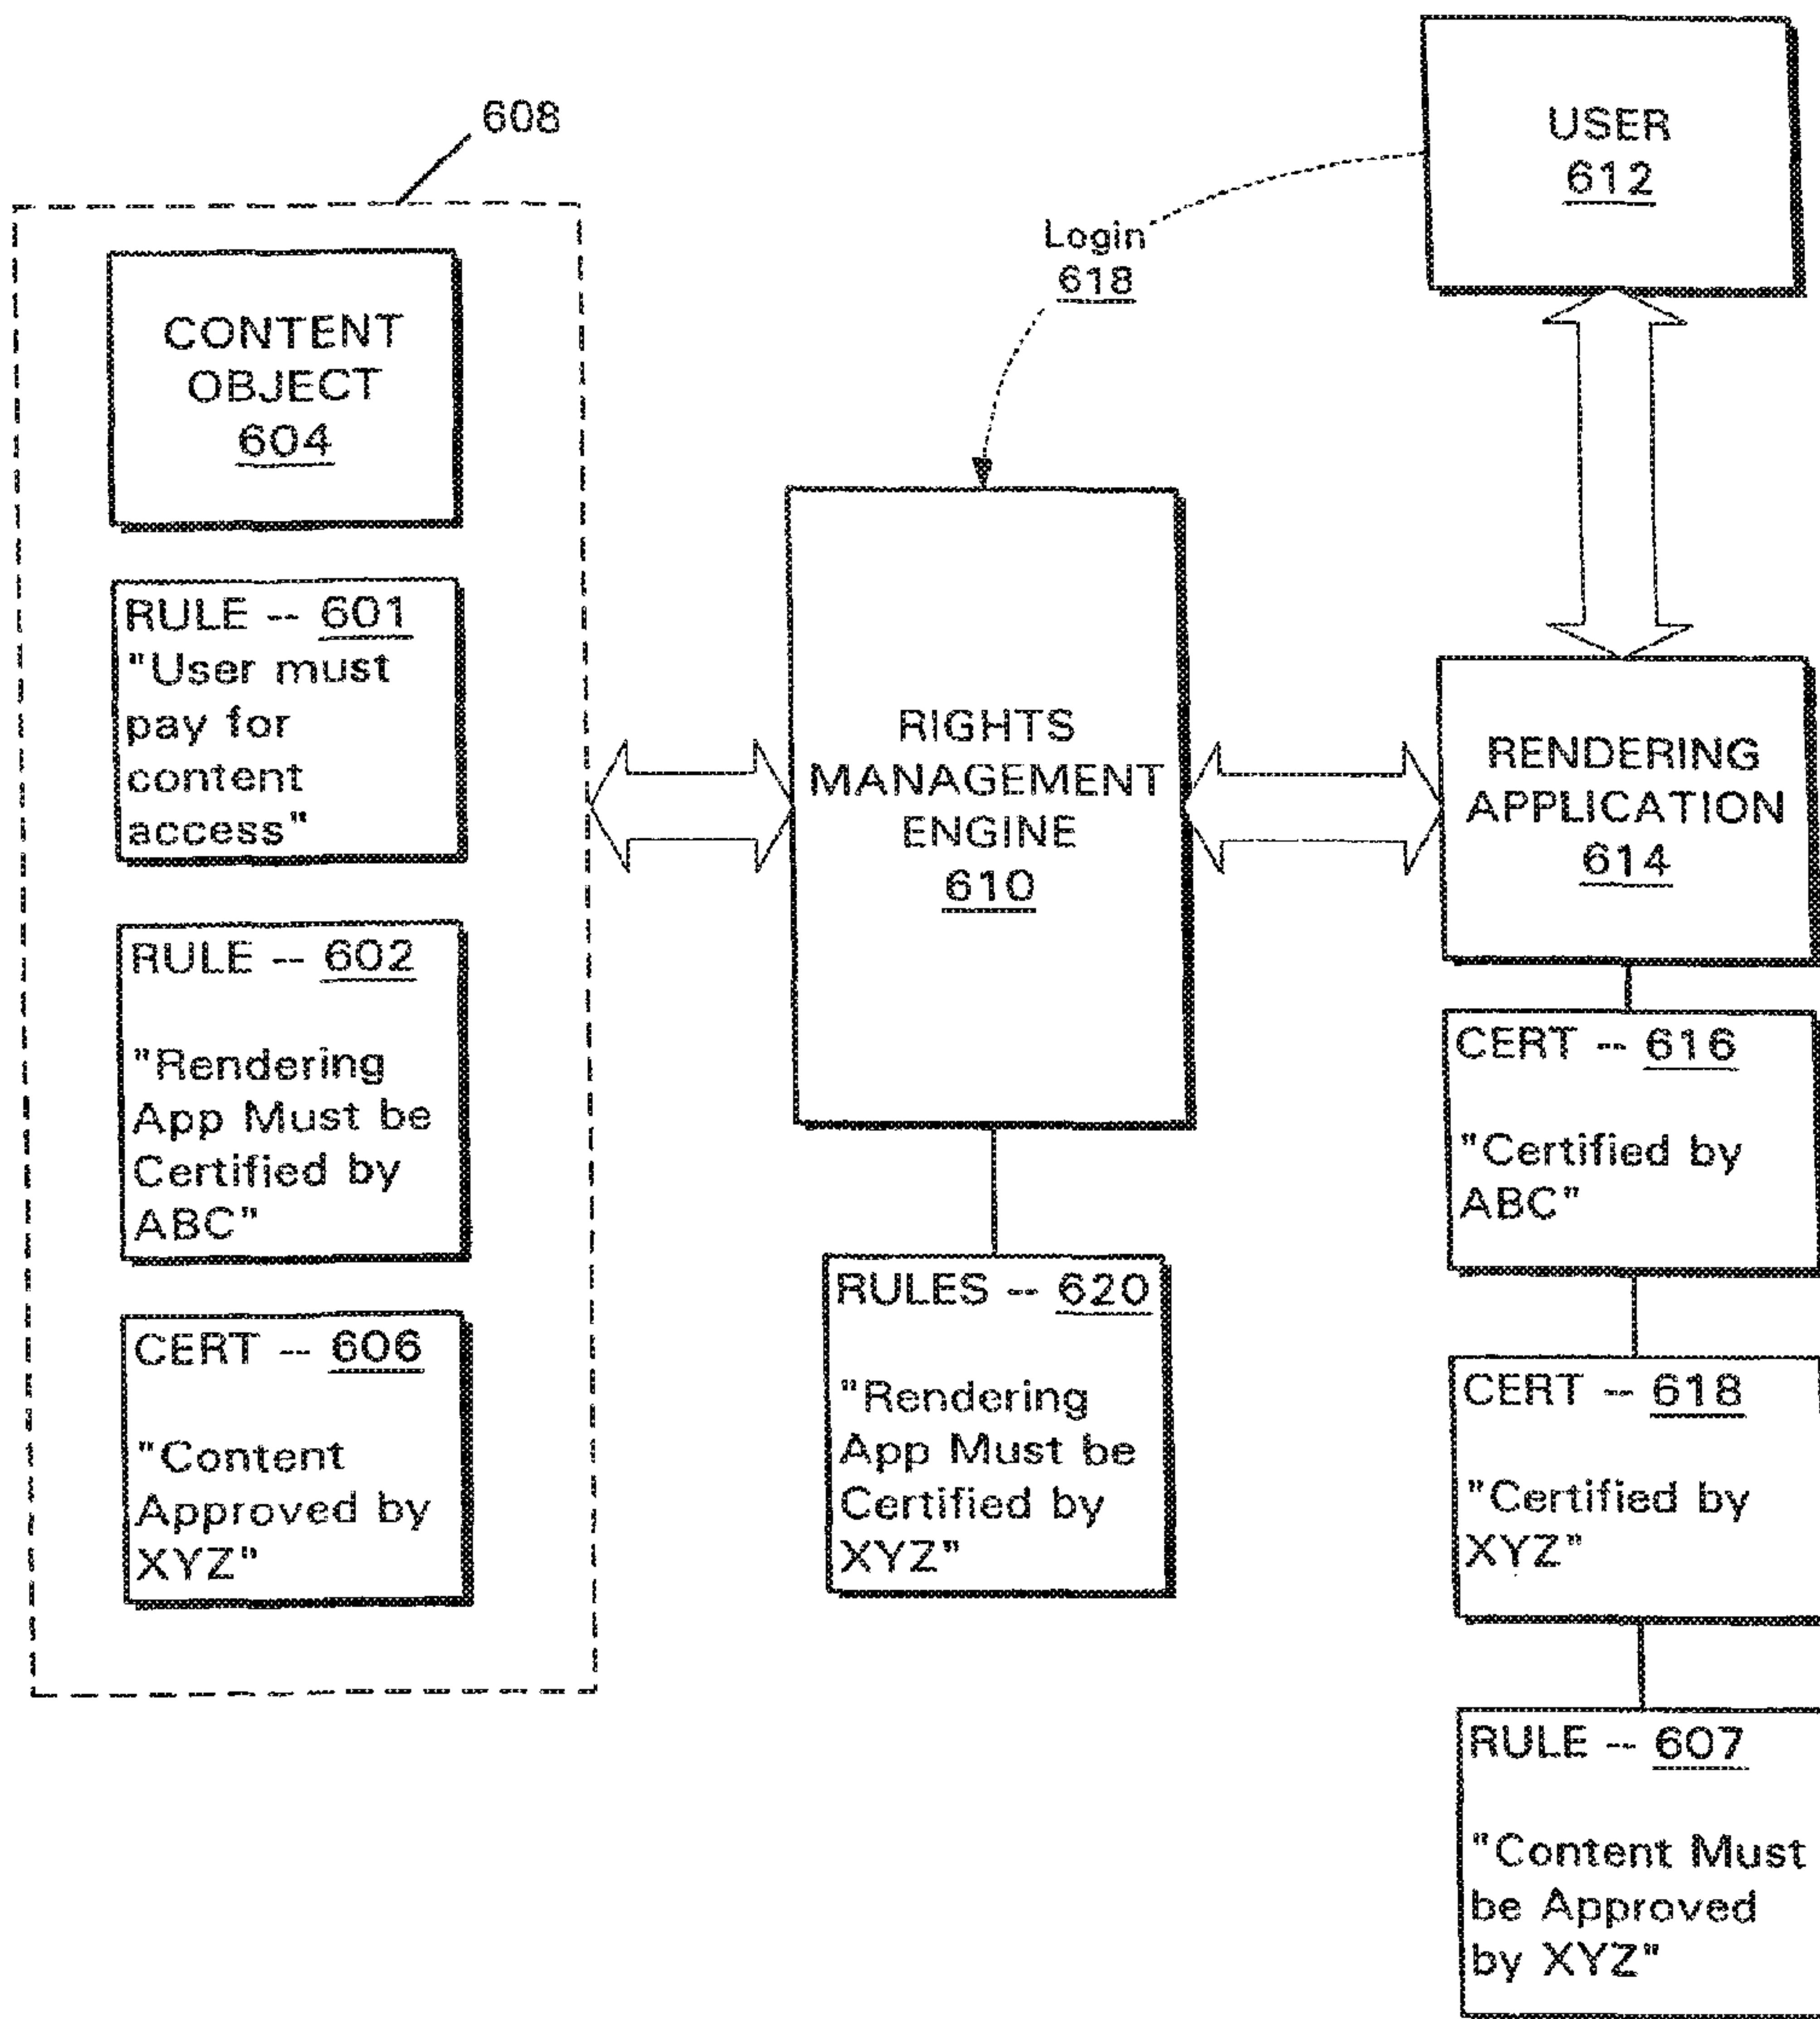 608
CONTENT
OBJECT
604
RULE -- 601
"User must
pay for
content
access"
RULE -- 602
"Rendering
App Must be
Certified by
ABC"
CERT -- 606
"Content
Approved by
XYZ"
Login
618
RIGHTS
MANAGEMENT
ENGINE
610
RULES -- 620
"Rendering
App Must be
Certified by
XYZ"
USER
612
RENDERING
APPLICATION
614
CERT -- 616
"Certified by
ABC"
CERT -- 618
"Certified by
XYZ"
RULE -- 607
"Content Must
be Approved
by XYZ"